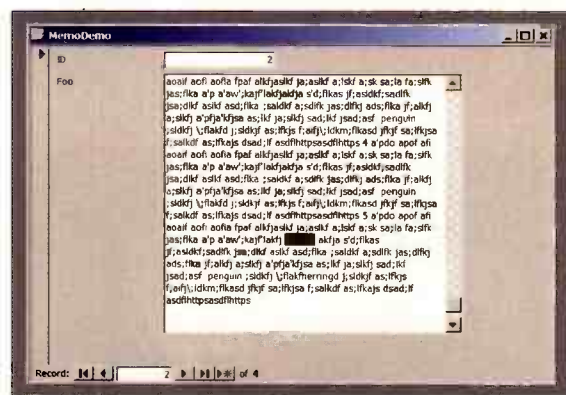 MemoDemo
ID 2
Foo
aoaif aofi aofia fpaf alkfjaslkf ja;aslkf a;lskf a;sk sa;la fa;slfk
jas;flka a'p a'aw';kajf'lakfjakfja s'd;flkas jf;asldkf;sadlfk
jsa;dlkf aslkf asd;flka ;saldkf a;sdlfk jas;dlfkj ads;flka jf;alkfj
a;slkfj a'pfja'kfjsa as;lkf ja;slkfj sad;lkf jsad;asf penguin
;sldkfj \;flakfd j;sldkjf as;lfkjs f;aifj\;ldkm;flkasd jfkjf sa;lfkjsa
f;salkdf as;lfkajs dsad;lf asdflhttpsasdflhttps 4 a'pdo apof afi
aoaif aofi aofia fpaf alkfjaslkf ja;aslkf a;lskf a;sk sa;la fa;slfk
jas;flka a'p a'aw';kajf'lakfjakfja s'd;flkas jf;asldkf;sadlfk
jsa;dlkf aslkf asd;flka ;saldkf a;sdlfk jas;dlfkj ads;flka jf;alkfj
a;slkfj a'pfja'kfjsa as;lkf ja;slkfj sad;lkf jsad;asf penguin
;sldkfj \;flakfd j;sldkjf as;lfkjs f;aifj\;ldkm;flkasd jfkjf sa;lfkjsa
f;salkdf as;lfkajs dsad;lf asdflhttpsasdflhttps 5 a'pdo apof afi
aoaif aofi aofia fpaf alkfjaslkf ja;aslkf a;lskf a;sk sa;la fa;slfk
jas;flka a'p a'aw';kajf'lakfj akfja s'd;flkas
jf;asldkf;sadlfk jsa;dlkf aslkf asd;flka ;saldkf a;sdlfk jas;dlfkj
ads;flka jf;alkfj a;slkfj a'pfja'kfjsa as;lkf ja;slkfj sad;lkf
jsad;asf penguin ;sldkfj \;flakfherringd j;sldkjf as;lfkjs
f;aifj\;ldkm;flkasd jfkjf sa;lfkjsa f;salkdf as;lfkajs dsad;lf
asdflhttpsasdflhttps
Record: 2 of 4